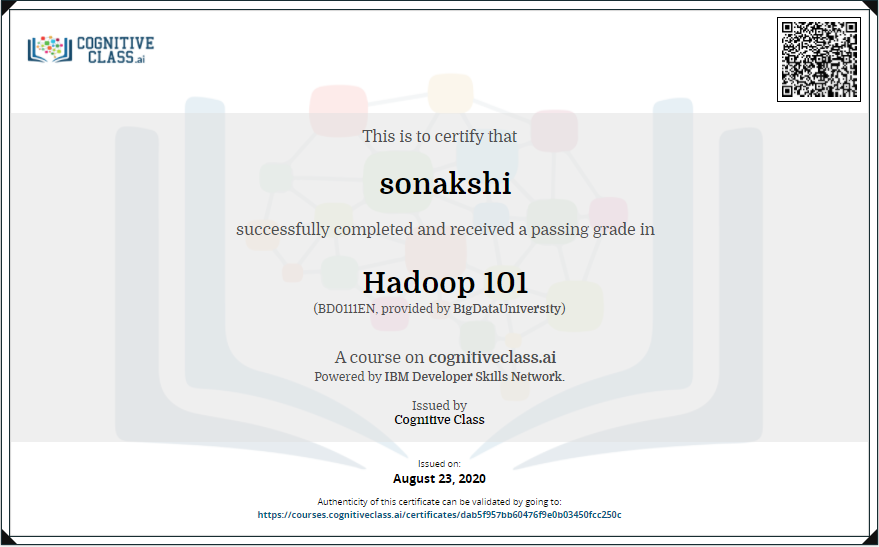 COGNITIVE
CLASS.ai
This is to certify that
sonakshi
successfully completed and received a passing grade in
Hadoop 101
(BD0111EN, provided by BigDataUniversity)
A course on cognitiveclass.ai
Powered by IBM Developer Skills Network.
Issued by
Cognitive Class
Issued on:
August 23, 2020
Authenticity of this certificate can be validated by going to:
https://courses.cognitiveclass.ai/certificates/dab5f957bb60476f9e0b03450fcc250c